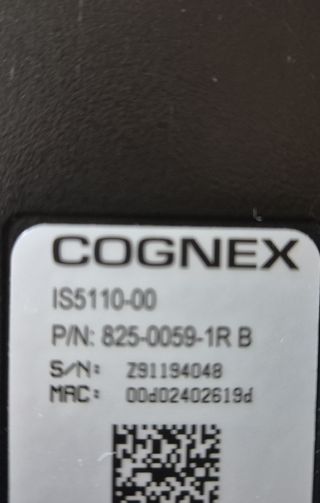 COGNEX
IS5110-00
P/N: 825-0059-1R B
S/N: Z91194048
MAC: 00d02402619d